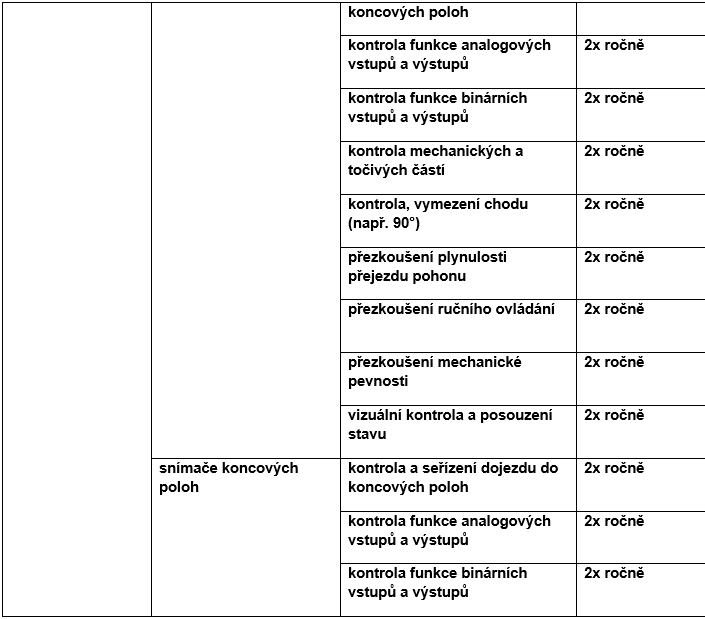 koncových poloh
kontrola funkce analogových 2x ročně
vstupů a výstupů
kontrola funkce binárních 2x ročně
vstupů a výstupů
kontrola mechanických a 2x ročně
točivých částí
kontrola, vymezení chodu 2x ročně
(např. 90°)
přezkoušení plynulosti 2x ročně
přejezdu pohonu
přezkoušení ručního ovládání 2x ročně
přezkoušení mechanické 2x ročně
pevnosti
vizuální kontrola a posouzení 2x ročně
stavu
snímače koncových kontrola a seřízení dojezdu do 2x ročně
poloh koncových poloh
kontrola funkce analogových 2x ročně
vstupů a výstupů
kontrola funkce binárních 2x ročně
vstupů a výstupů